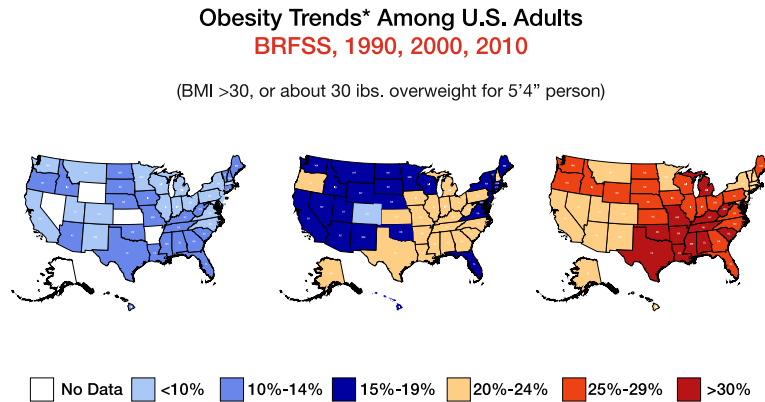 Obesity Trends* Among U.S. Adults
BRFSS, 1990, 2000, 2010
(BMI >30, or about 30 ibs. overweight for 5’4” person)
No Data
<10%
10%-14%
15%-19%
20%-24%
25%-29%
>30%